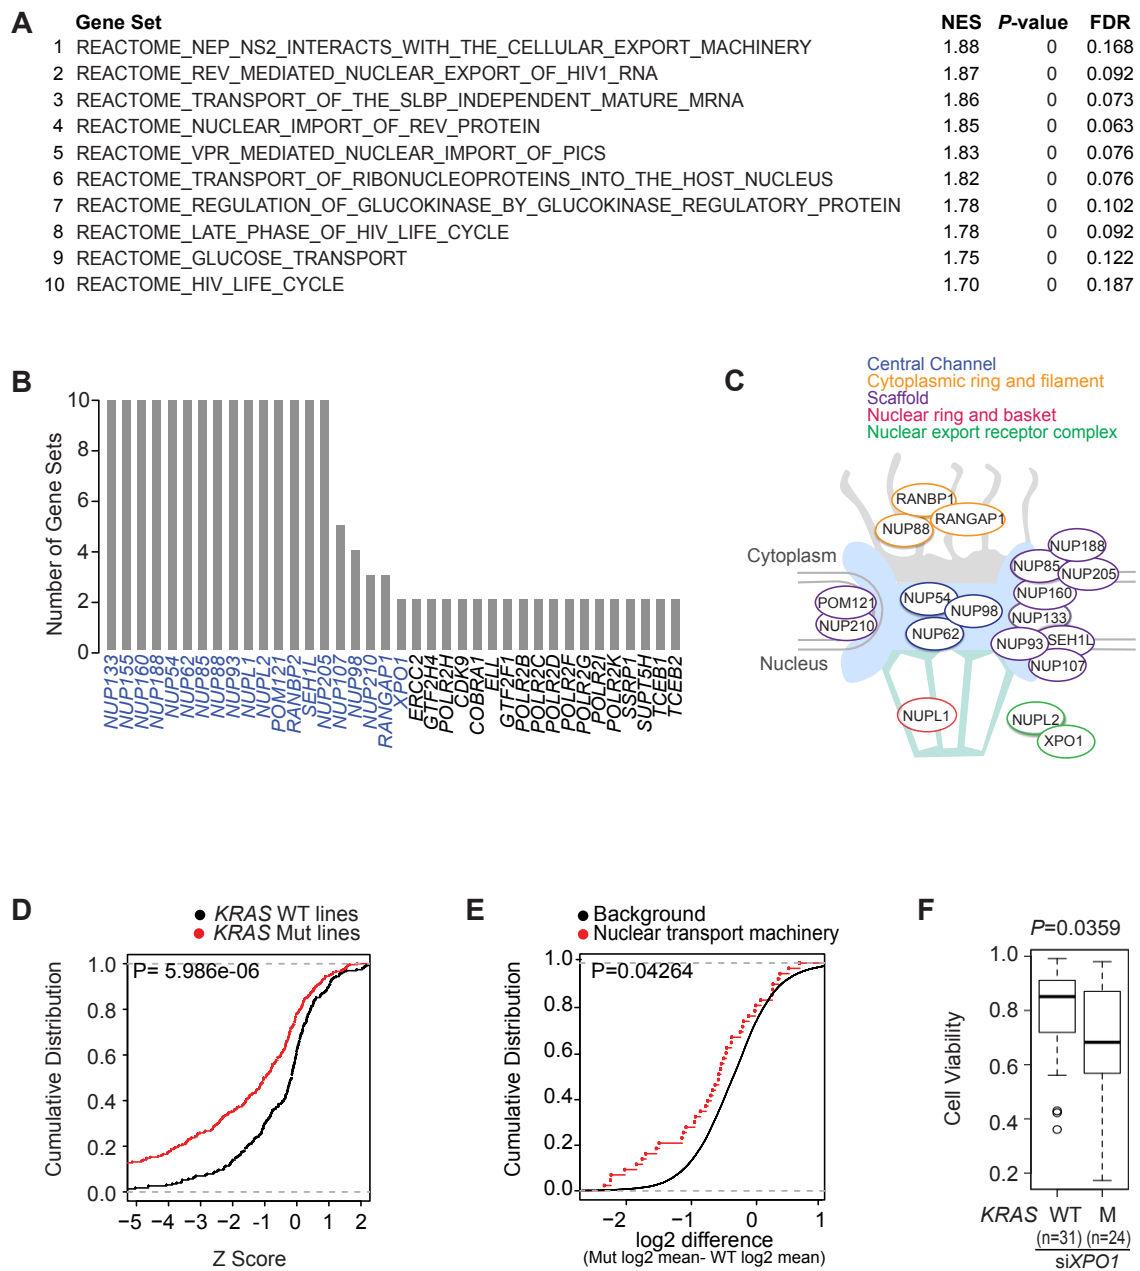 A
Gene Set NES P-value FDR
1 REACTOME_NEP_NS2_INTERACTS_WITH_THE_CELLULAR_EXPORT_MACHINERY 1.88 0 0.168
2 REACTOME_REV_MEDIATED_NUCLEAR_EXPORT_OF_HIV1_RNA 1.87 0 0.092
3 REACTOME_TRANSPORT_OF_THE_SLBP_INDEPENDENT_MATURE_MRNA 1.86 0 0.073
4 REACTOME_NUCLEAR_IMPORT_OF_REV_PROTEIN 1.85 0 0.063
5 REACTOME_VPR_MEDIATED_NUCLEAR_IMPORT_OF_PICS 1.83 0 0.076
6 REACTOME_TRANSPORT_OF_RIBONUCLEOPROTEINS_INTO_THE_HOST_NUCLEUS 1.82 0 0.076
7 REACTOME_REGULATION_OF_GLUCOKINASE_BY_GLUCOKINASE_REGULATORY_PROTEIN 1.78 0 0.102
8 REACTOME_LATE_PHASE_OF_HIV_LIFE_CYCLE 1.78 0 0.092
9 REACTOME_GLUCOSE_TRANSPORT 1.75 0 0.122
10 REACTOME_HIV_LIFE_CYCLE 1.70 0 0.187
B
Number of Gene Sets
10
8
6
4
2
0
NUP133
NUP155
NUP160
NUP188
NUP54
NUP62
NUP85
NUP88
NUP93
NUPL1
NUPL2
POM121
RANBP2
SEH1L
NUP205
NUP107
NUP98
NUP210
RANGAP1
XPO1
ERCC2
GTF2H4
POLR2H
CDK9
COBRA1
ELL
GTF2F1
POLR2B
POLR2C
POLR2D
POLR2F
POLR2G
POLR2I
POLR2K
SSRP1
SUPT5H
TCEB1
TCEB2
C
Central Channel
Cytoplasmic ring and filament
Scaffold
Nuclear ring and basket
Nuclear export receptor complex
Cytoplasm
Nucleus
RANBP1
RANGAP1
NUP88
NUP188
NUP85
NUP205
NUP160
NUP133
NUP93
SEH1L
NUP107
POM121
NUP210
NUP54
NUP98
NUP62
NUPL1
NUPL2
XPO1
D
KRAS WT lines
KRAS Mut lines
P= 5.986e-06
Cumulative Distribution
1.0
0.8
0.6
0.4
0.2
0.0
−5 −4 −3 −2 -1 0 1 2
Z Score
E
Background
Nuclear transport machinery
P=0.04264
Cumulative Distribution
1.0
0.8
0.6
0.4
0.2
0.0
−2 −1 0 1
log2 difference
(Mut log2 mean- WT log2 mean)
F
P=0.0359
Cell Viability
1.0
0.8
0.6
0.4
0.2
KRAS WT M
(n=31) (n=24)
siXPO1